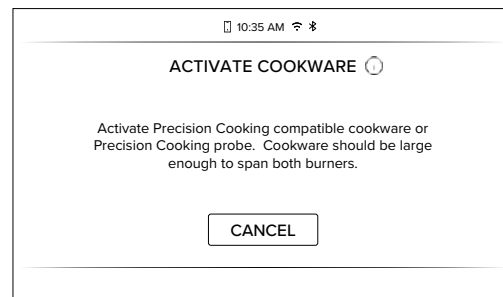 10:35 AM
ACTIVATE COOKWARE
Activate Precision Cooking compatible cookware or
Precision Cooking probe. Cookware should be large
enough to span both burners.
CANCEL